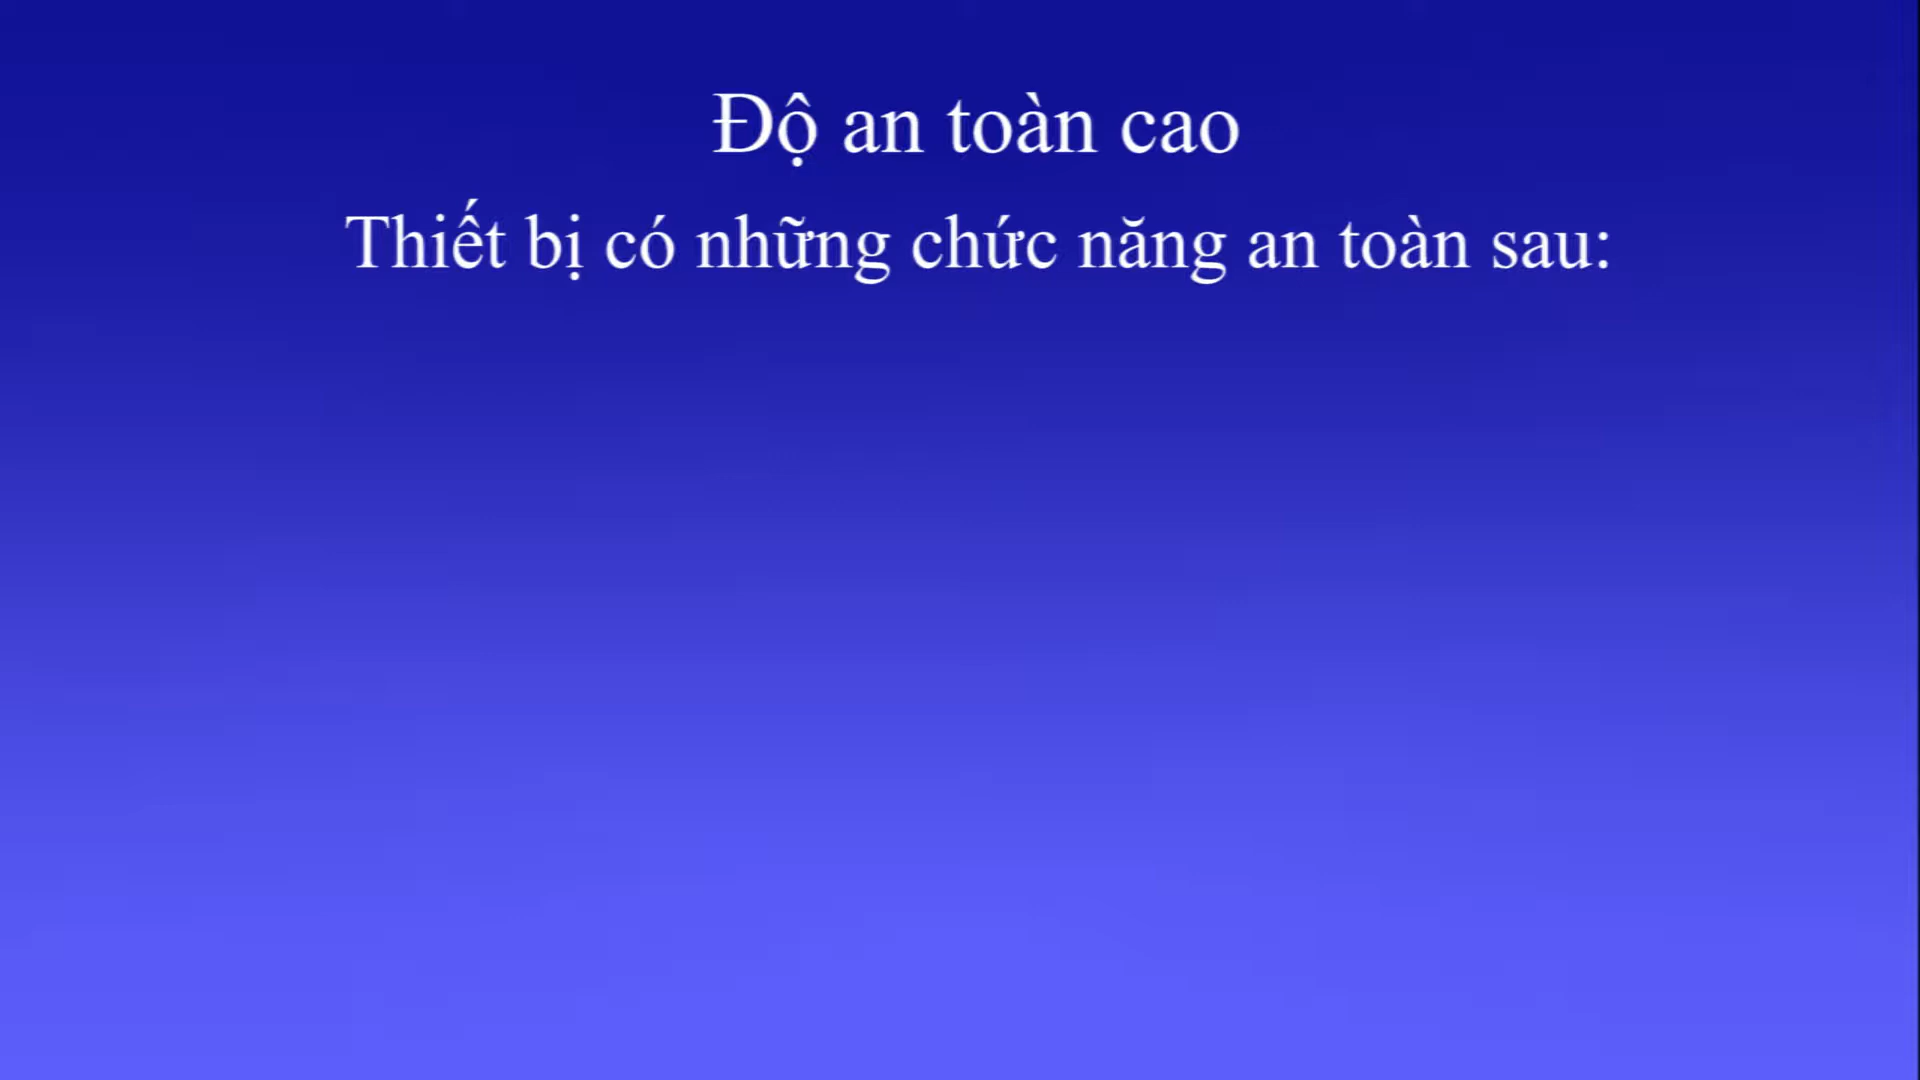 Độ an toàn cao
Thiết bị có những chức năng an toàn sau: